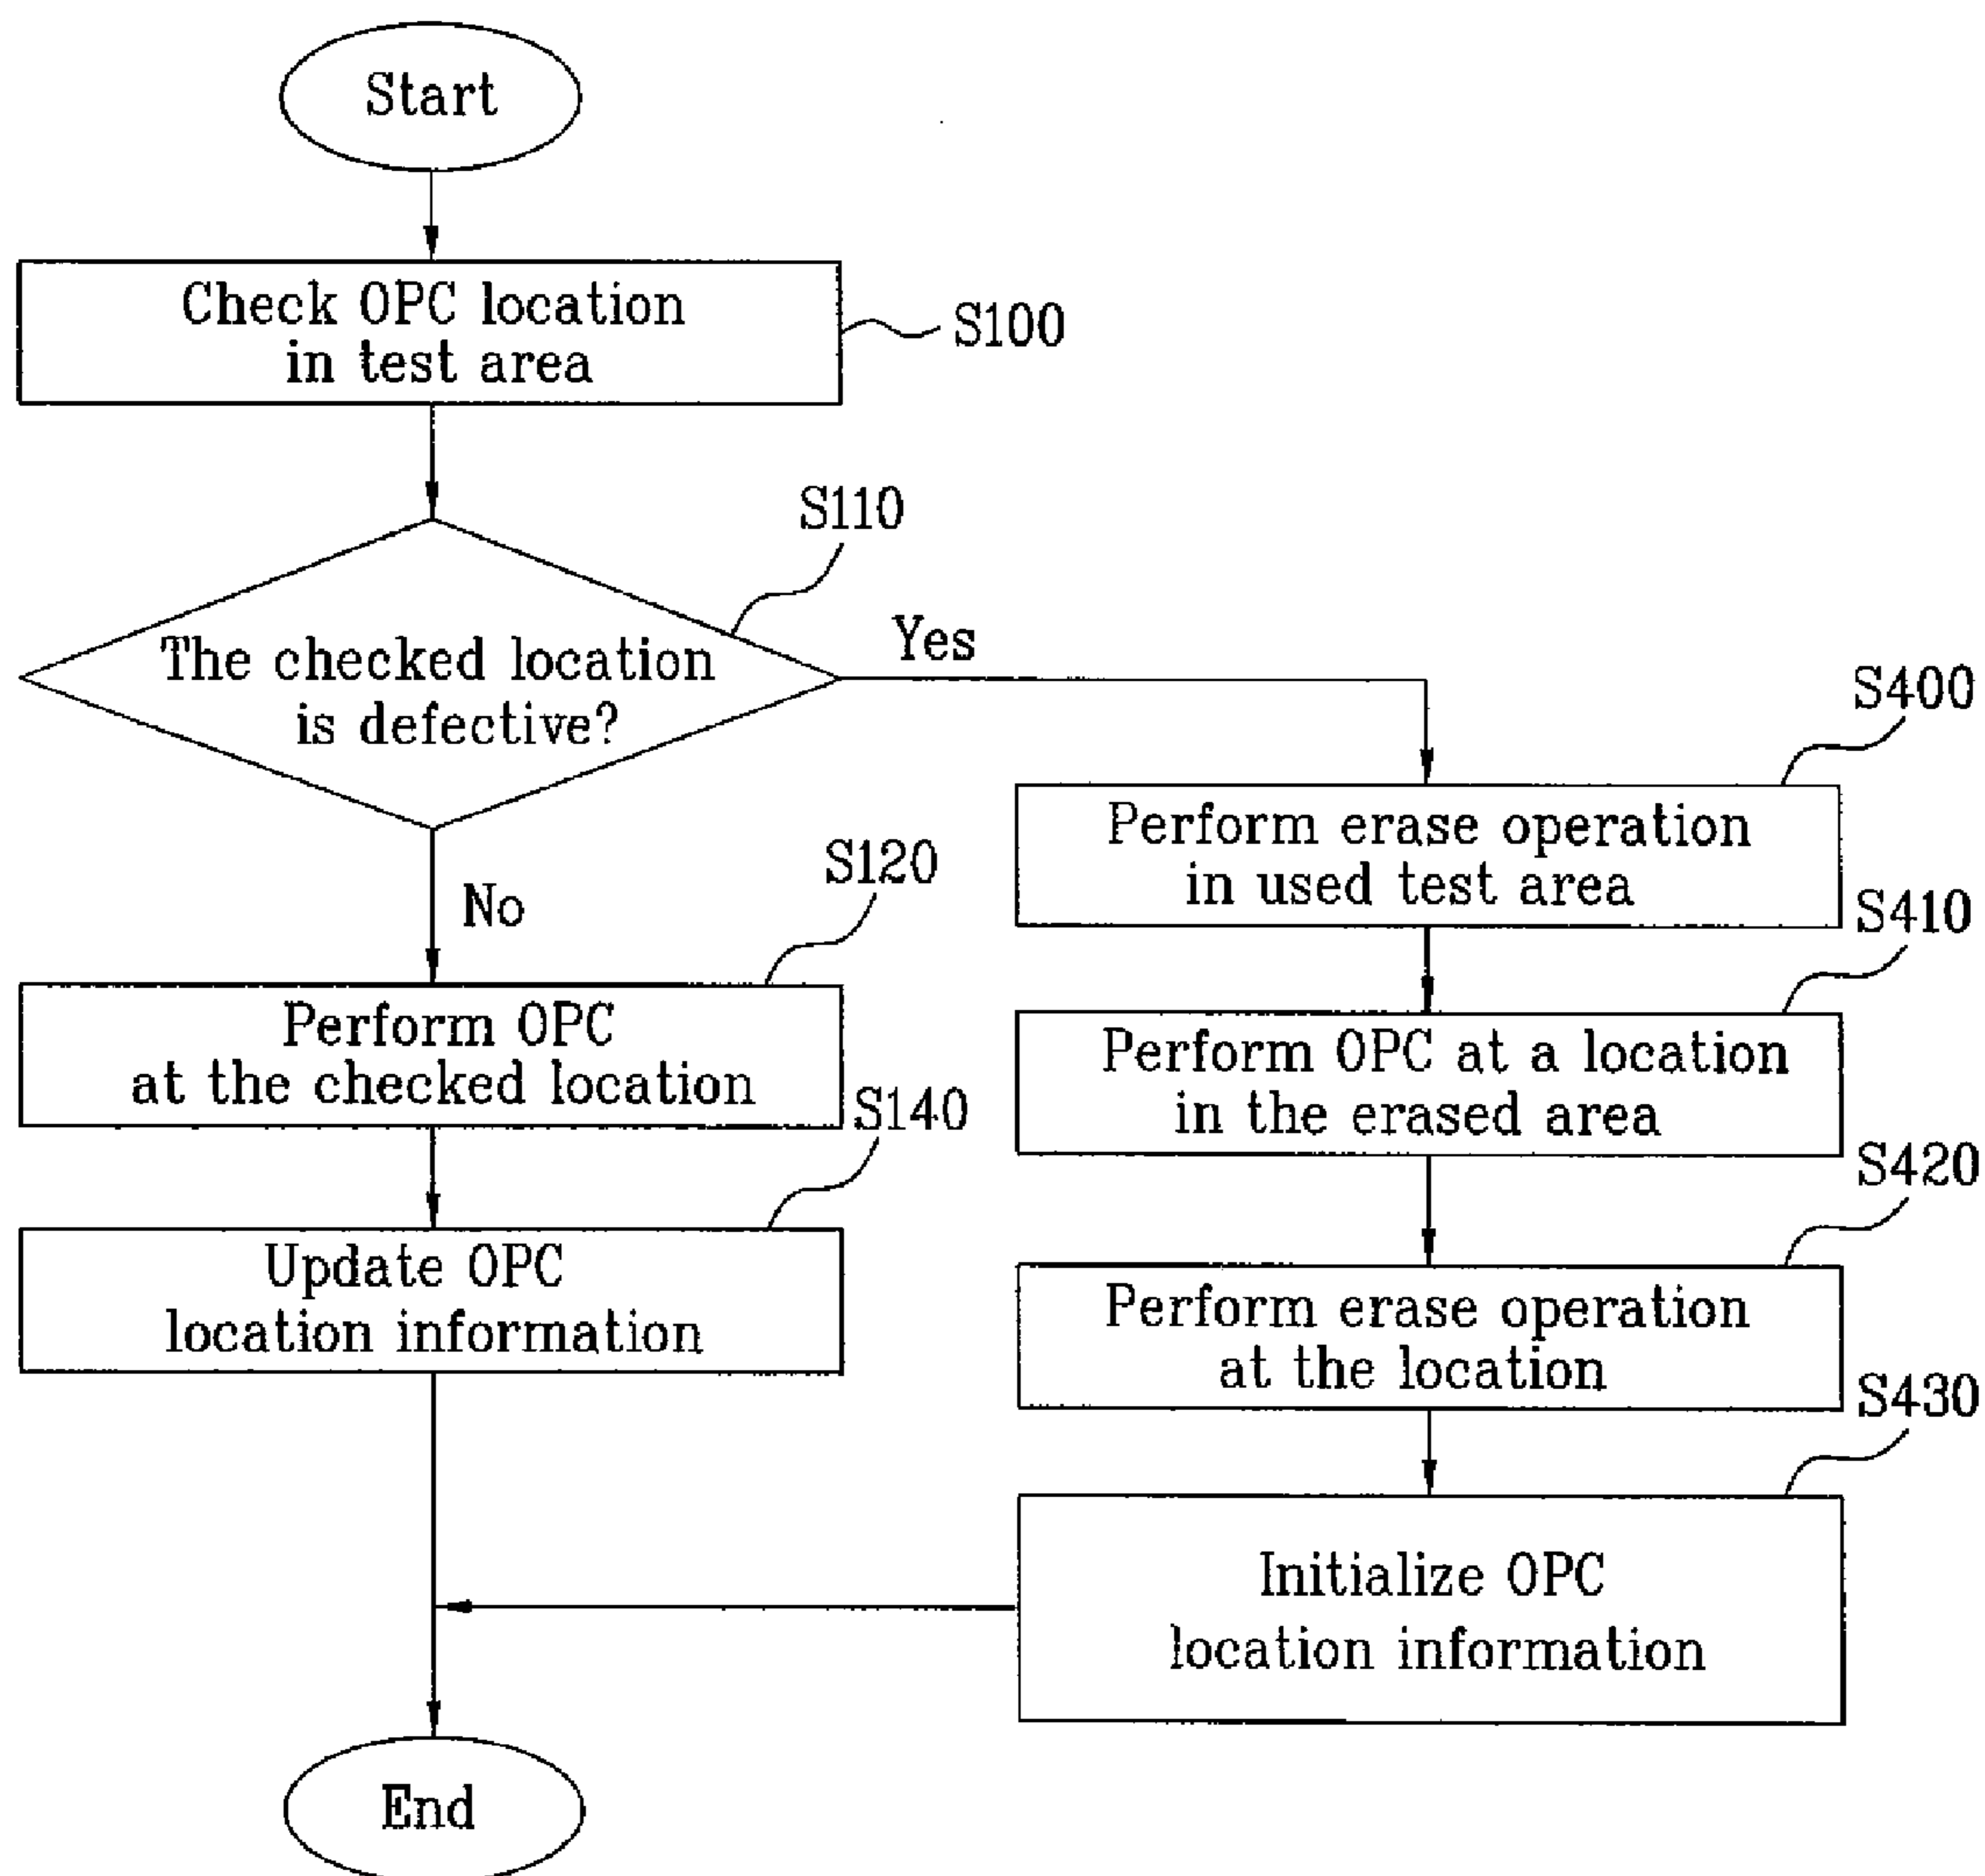 Start
Check OPC location
in test area
S100
S110
The checked location
is defective?
Yes
No
S120
Perform OPC
at the checked location
S140
Update OPC
location information
S400
Perform erase operation
in used test area
S410
Perform OPC at a location
in the erased area
S420
Perform erase operation
at the location
S430
Initialize OPC
location information
End